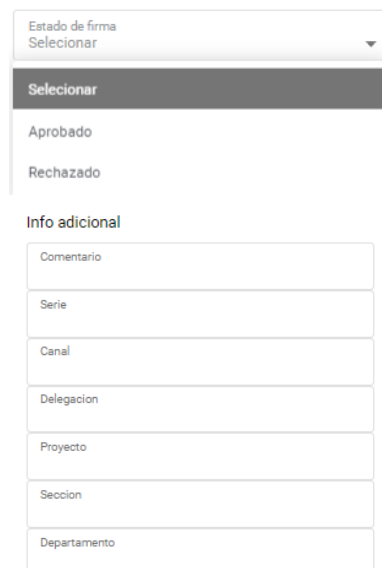 Estado de firma
Selecionar
Selecionar
Aprobado
Rechazado
Info adicional
Comentario
Serie
Canal
Delegacion
Proyecto
Seccion
Departamento